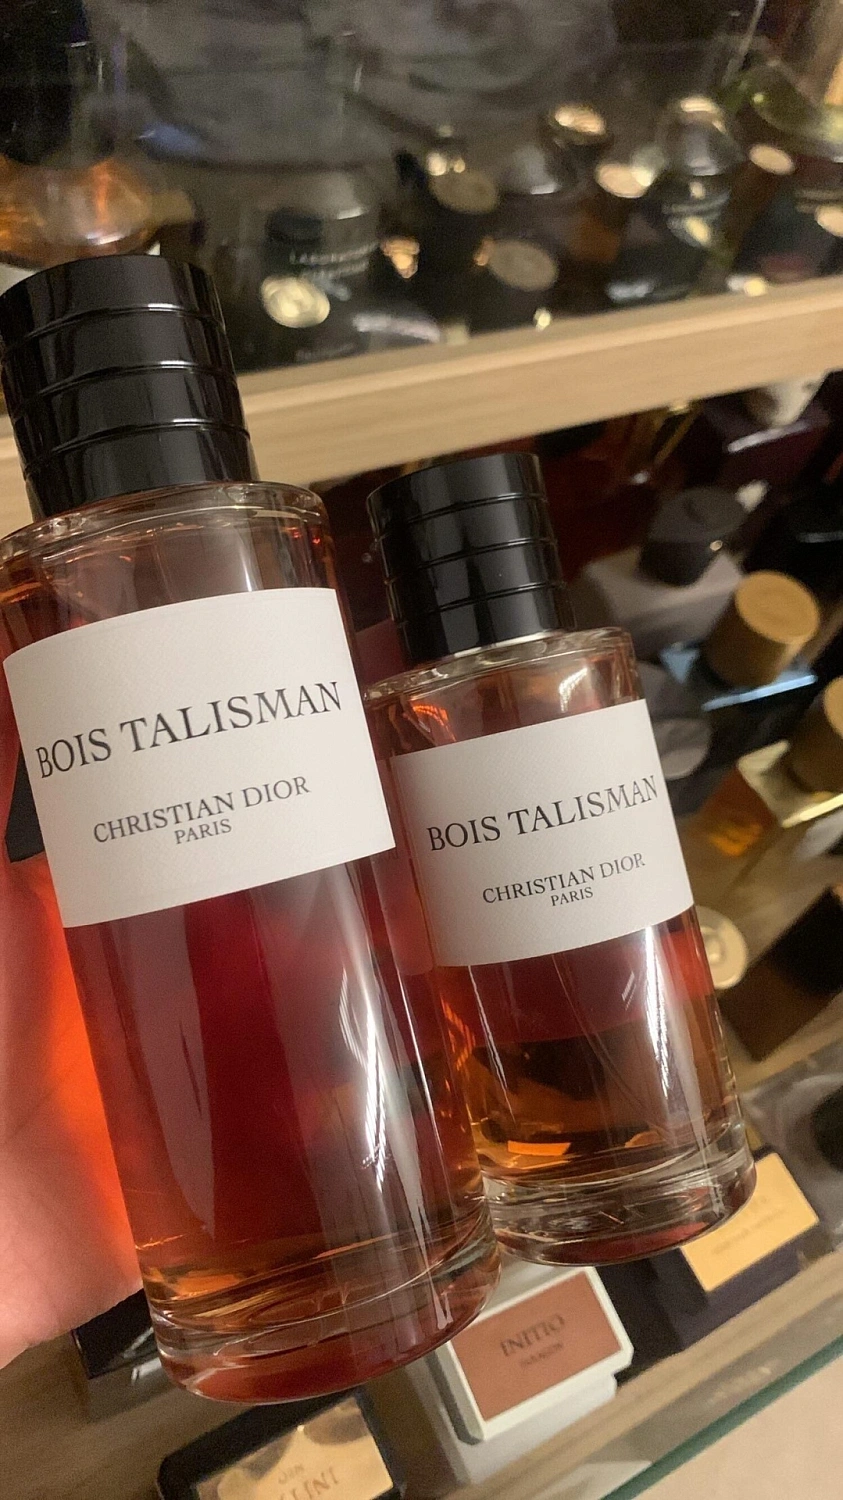 BOIS TALISMAN
CHRISTIAN DIOR
PARIS
BOIS TALISMAN
CHRISTIAN DIOR
PARIS
INITIO